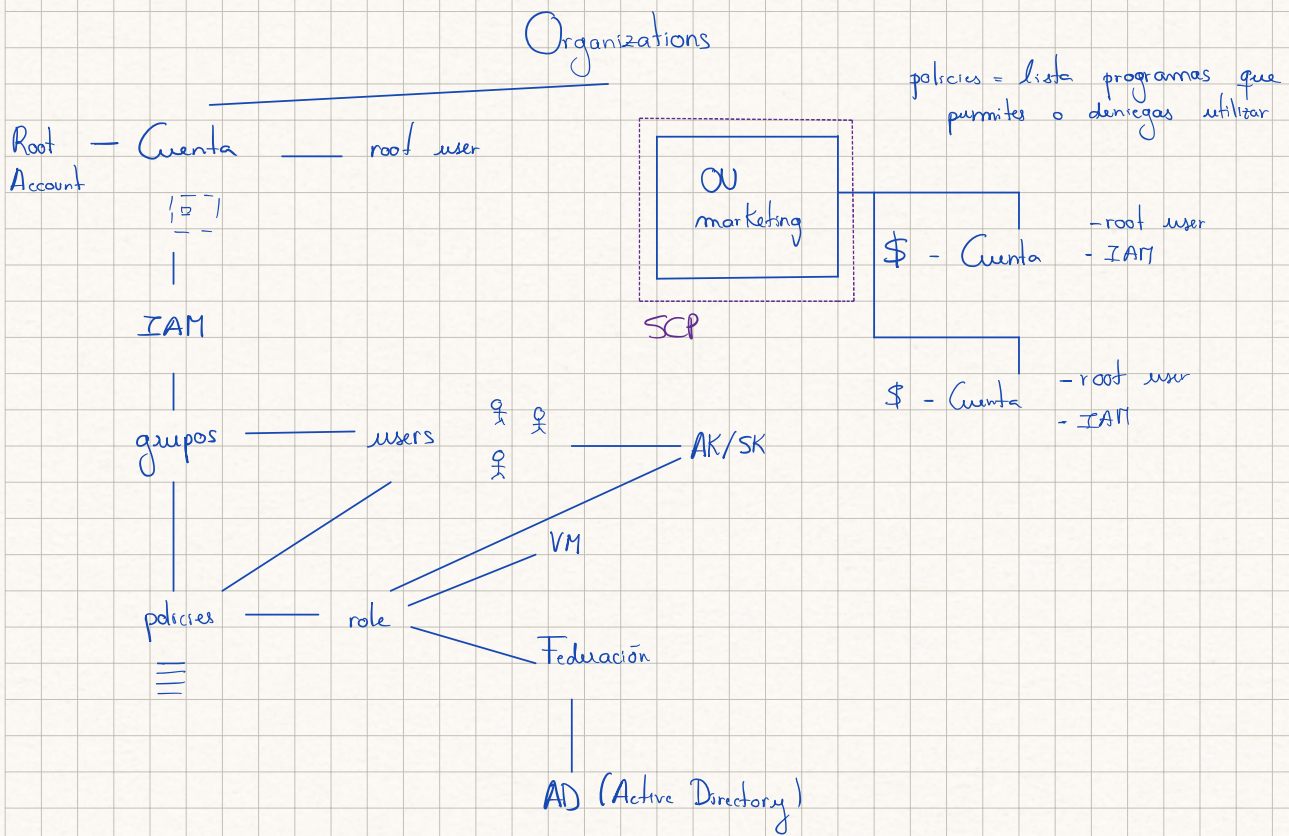 Organizations
policies = lista programas que
permites o deniegas utilizar
Root — Cuenta — root user
Account
OU
marketing
SCP
$ - Cuenta
-root user
- IAM
$ - Cuenta
-root user
- IAM
IAM
grupos — users
AK/SK
VM
policies — role
Federación
AD (Active Directory)